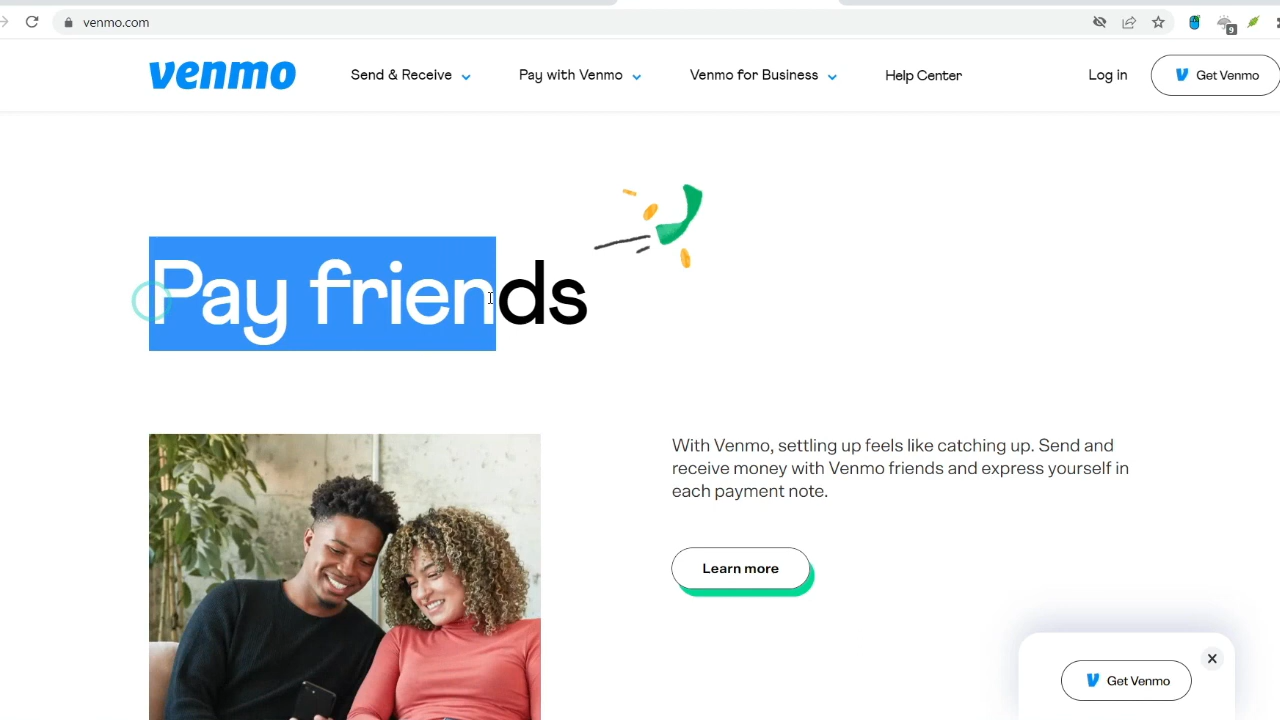 venmo.com
9
venmo
Send & Receive
Pay with Venmo
Venmo for Business
Help Center
Log in
Get Venmo
Pay friends
With Venmo, settling up feels like catching up. Send and
receive money with Venmo friends and express yourself in
each payment note.
Learn more
Get Venmo